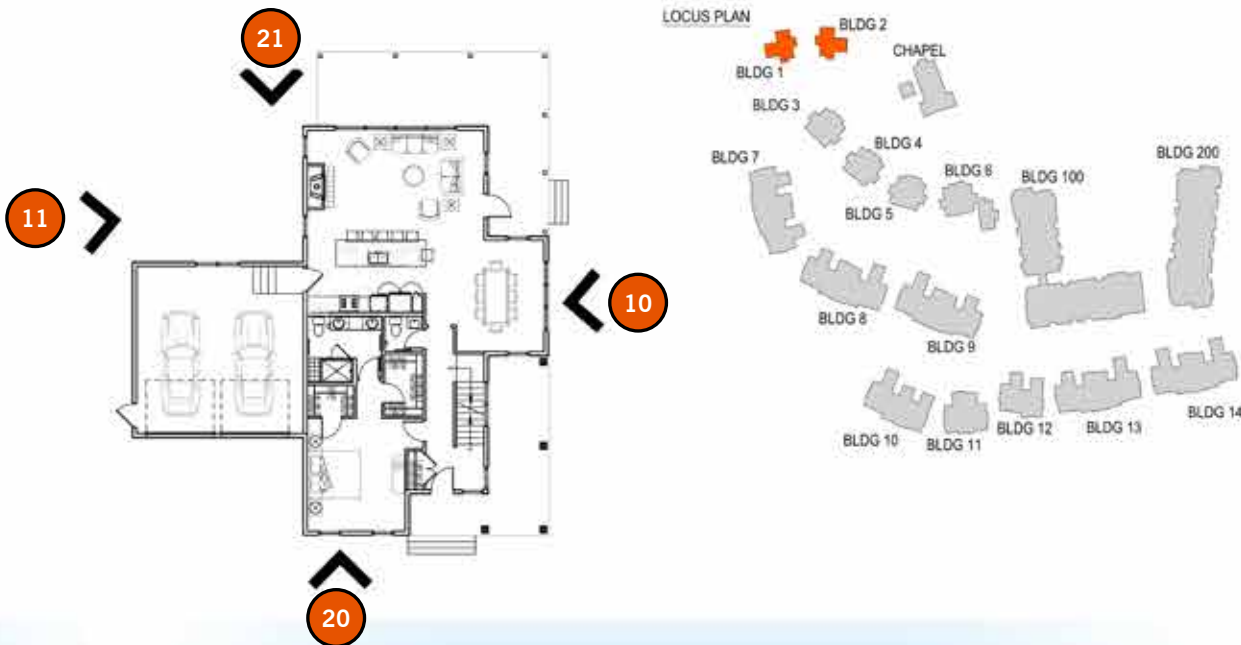 21
11
10
20
LOCUS PLAN
BLDG 1
BLDG 2
CHAPEL
BLDG 3
BLDG 4
BLDG 7
BLDG 5
BLDG 6
BLDG 100
BLDG 200
BLDG 8
BLDG 9
BLDG 10
BLDG 11
BLDG 12
BLDG 13
BLDG 14